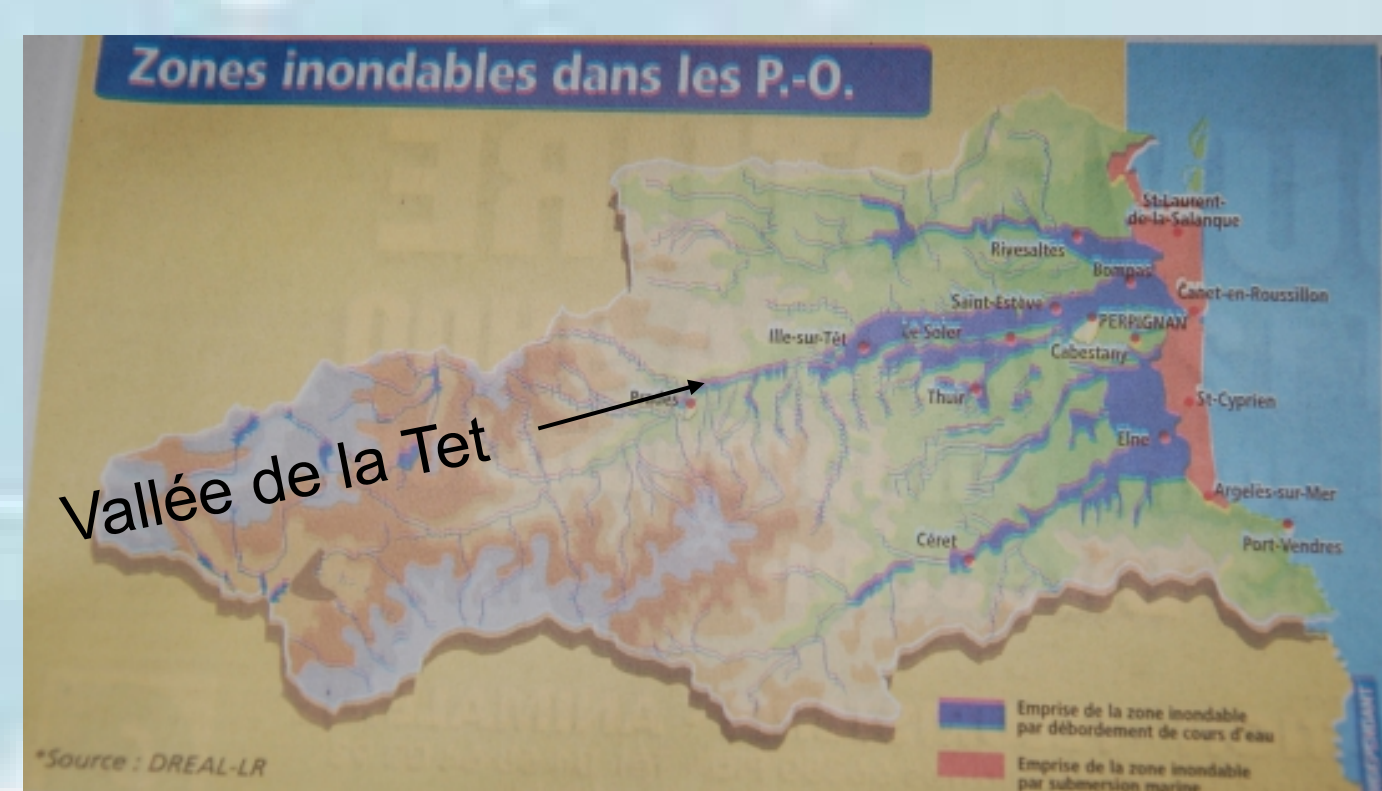 Zones inondables dans les P.-O.
St-Laurent-
de-la-Salanque
Rivesaltes
Bompas
Canet-en-Roussillon
Saint-Estève
PERPIGNAN
Ille-sur-Têt
Le Soler
Cabestany
Prades
Thuir
St-Cyprien
Vallée de la Tet
Elne
Argelès-sur-Mer
Céret
Port-Vendres
Emprise de la zone inondable
par débordement de cours d'eau
*Source : DREAL-LR
Emprise de la zone inondable
par submersion marine